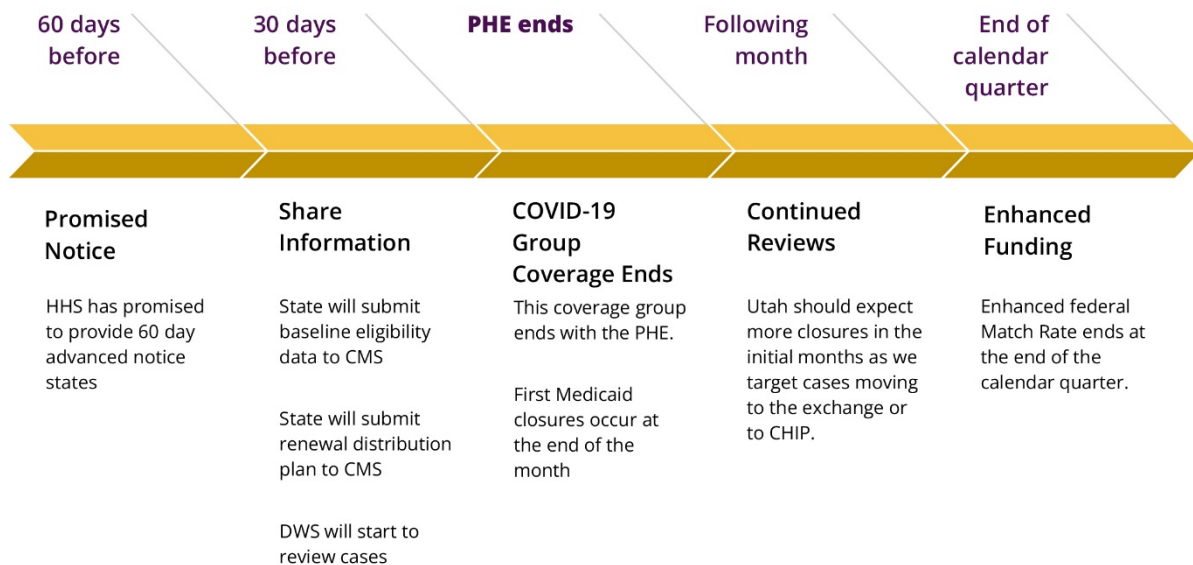 60 days
before
30 days
before
PHE ends
Following
month
End of
calendar
quarter
Promised
Notice
HHS has promised
to provide 60 day
advanced notice
states
Share
Information
State will submit
baseline eligibility
data to CMS
State will submit
renewal distribution
plan to CMS
DWS will start to
review cases
COVID-19
Group
Coverage Ends
This coverage group
ends with the PHE.
First Medicaid
closures occur at
the end of the
month
Continued
Reviews
Utah should expect
more closures in the
initial months as we
target cases moving
to the exchange or
to CHIP.
Enhanced
Funding
Enhanced federal
Match Rate ends at
the end of the
calendar quarter.